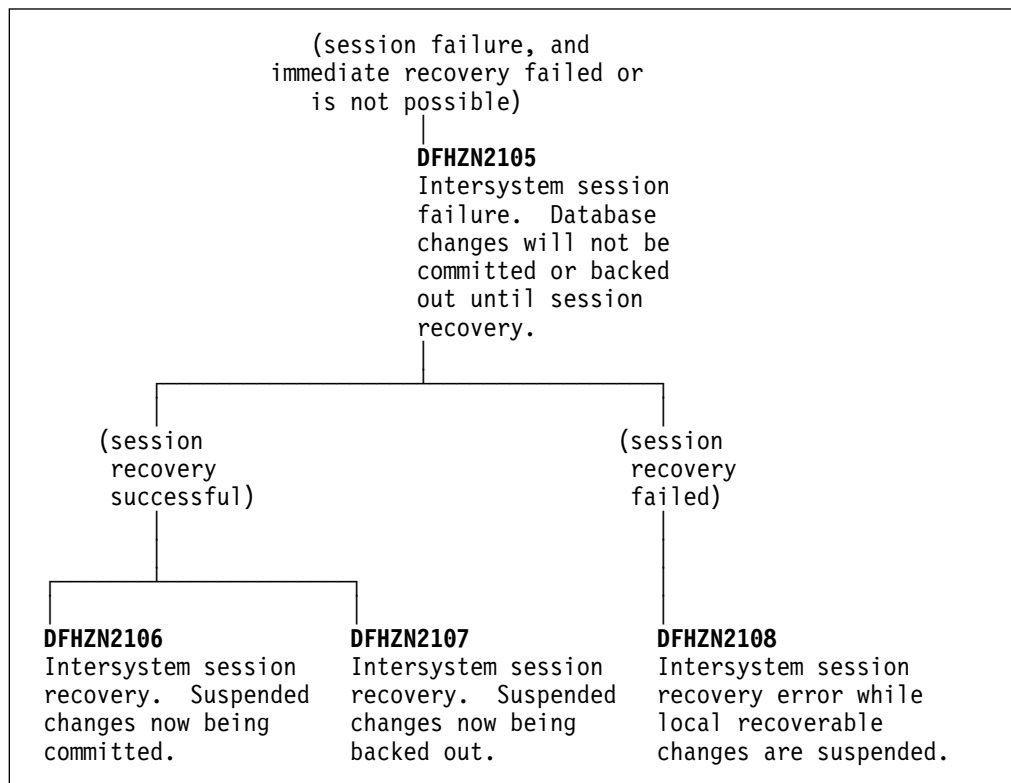 (session failure, and
immediate recovery failed or
is not possible)
DFHZN2105
Intersystem session
failure. Database
changes will not be
committed or backed
out until session
recovery.
(session
recovery
successful)
(session
recovery
failed)
DFHZN2106
Intersystem session
recovery. Suspended
changes now being
committed.
DFHZN2107
Intersystem session
recovery. Suspended
changes now being
backed out.
DFHZN2108
Intersystem session
recovery error while
local recoverable
changes are suspended.